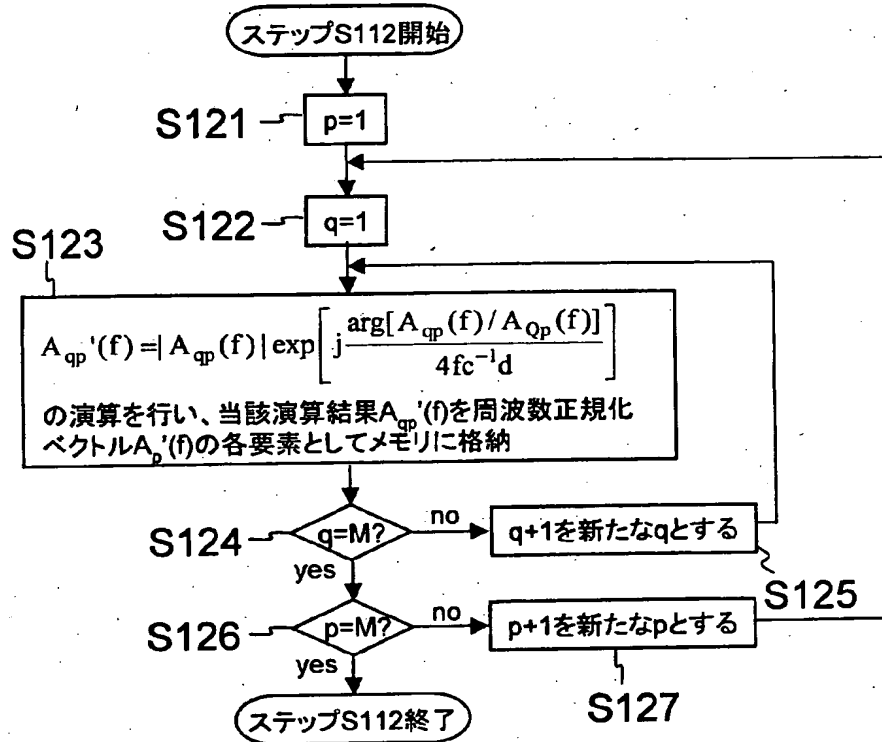 ステップS112開始
S121
p=1
S122
q=1
S123
A_qp'(f)=|A_qp(f)| exp[j arg[A_qp(f)/A_Qp(f)] / 4fc^-1d]
の演算を行い、当該演算結果A_qp'(f)を周波数正規化
ベクトルA_p'(f)の各要素としてメモリに格納
S124
q=M?
no
q+1を新たなqとする
S125
yes
S126
p=M?
no
p+1を新たなpとする
S127
yes
ステップS112終了